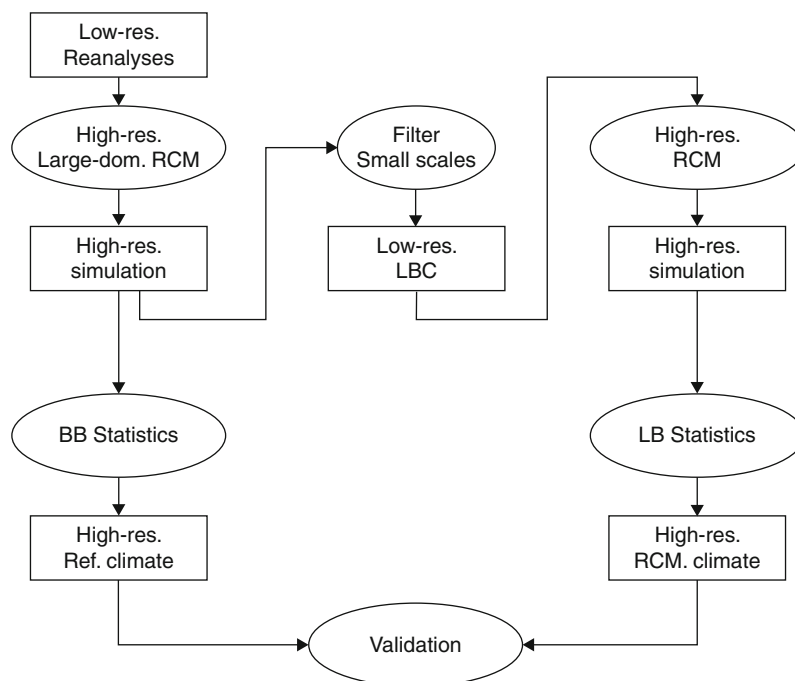 Low-res.
Reanalyses
High-res.
Large-dom. RCM
High-res.
simulation
Filter
Small scales
Low-res.
LBC
High-res.
RCM
High-res.
simulation
BB Statistics
High-res.
Ref. climate
LB Statistics
High-res.
RCM. climate
Validation